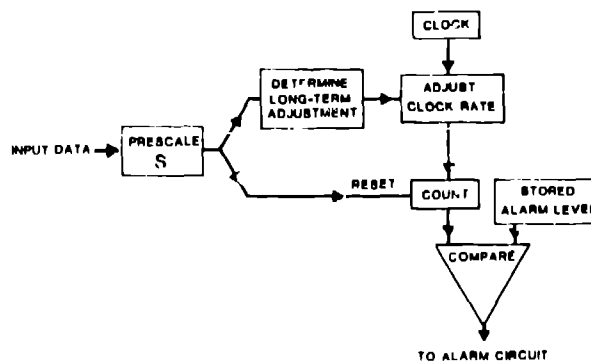 CLOCK
DETERMINE
LONG-TERM
ADJUSTMENT
ADJUST
CLOCK RATE
INPUT DATA
PRESCALE
S
RESET
COUNT
STORED
ALARM LEVEL
COMPARE
TO ALARM CIRCUIT